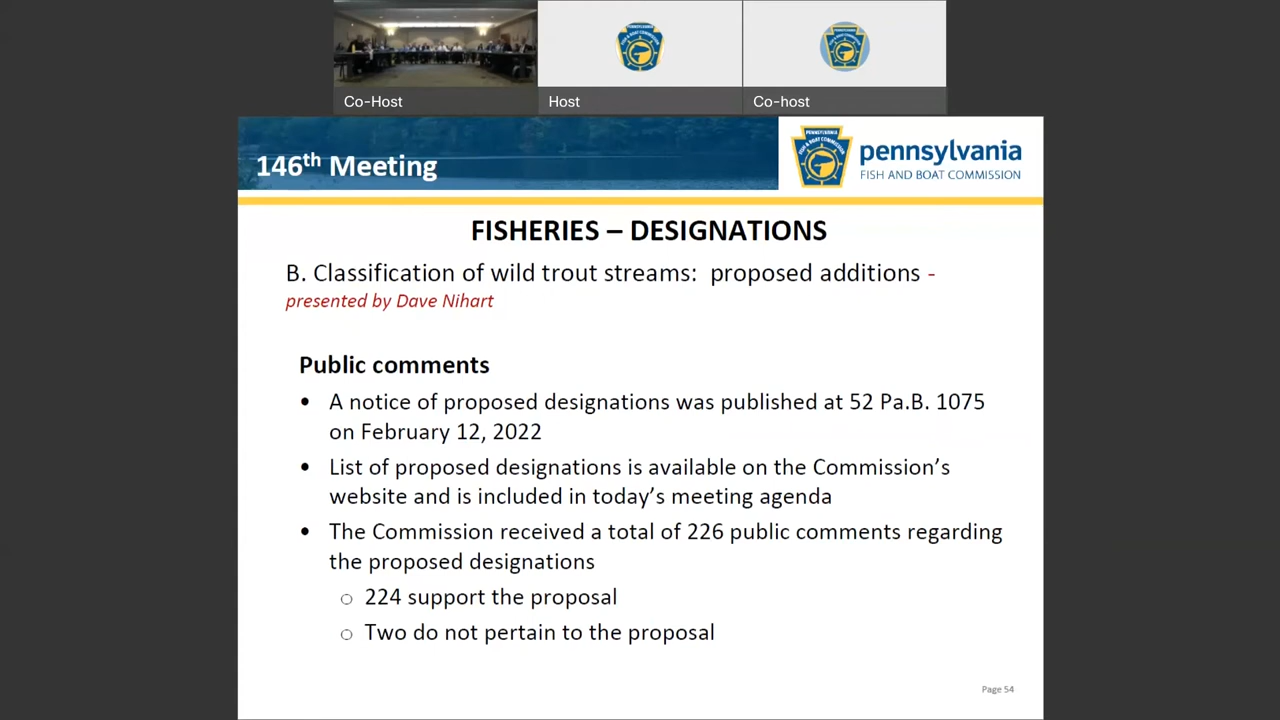 Co-Host
Host
Co-host
146th Meeting
PENNSYLVANIA
FISH & BOAT COMMISSION
pennsylvania
FISH AND BOAT COMMISSION
FISHERIES – DESIGNATIONS
B. Classification of wild trout streams:  proposed additions -
presented by Dave Nihart
Public comments
• A notice of proposed designations was published at 52 Pa.B. 1075
on February 12, 2022
• List of proposed designations is available on the Commission's
website and is included in today's meeting agenda
• The Commission received a total of 226 public comments regarding
the proposed designations
○ 224 support the proposal
○ Two do not pertain to the proposal
Page 54